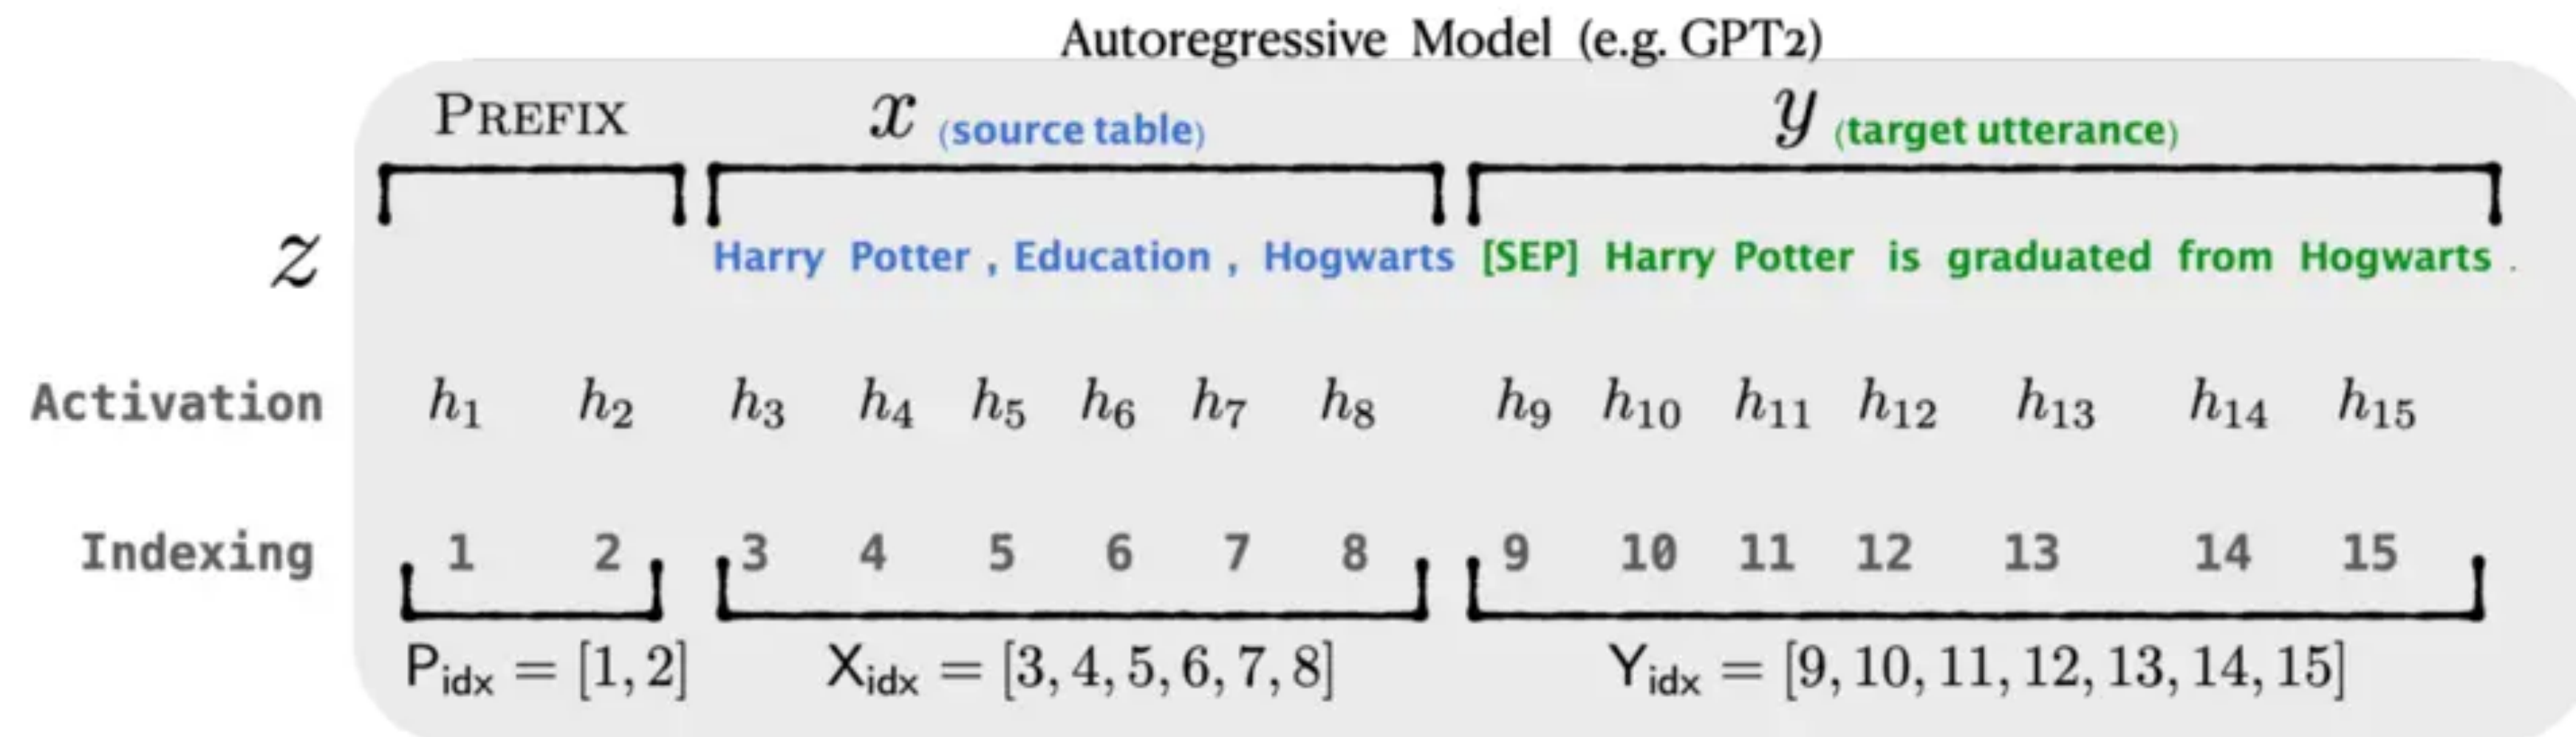 Autoregressive Model (e.g. GPT2)
PREFIX x (source table) y (target utterance)
z Harry Potter , Education , Hogwarts [SEP] Harry Potter is graduated from Hogwarts .
Activation h₁ h₂ h₃ h₄ h₅ h₆ h₇ h₈ h₉ h₁₀ h₁₁ h₁₂ h₁₃ h₁₄ h₁₅
Indexing 1 2 3 4 5 6 7 8 9 10 11 12 13 14 15
P_idx = [1, 2] X_idx = [3, 4, 5, 6, 7, 8] Y_idx = [9, 10, 11, 12, 13, 14, 15]